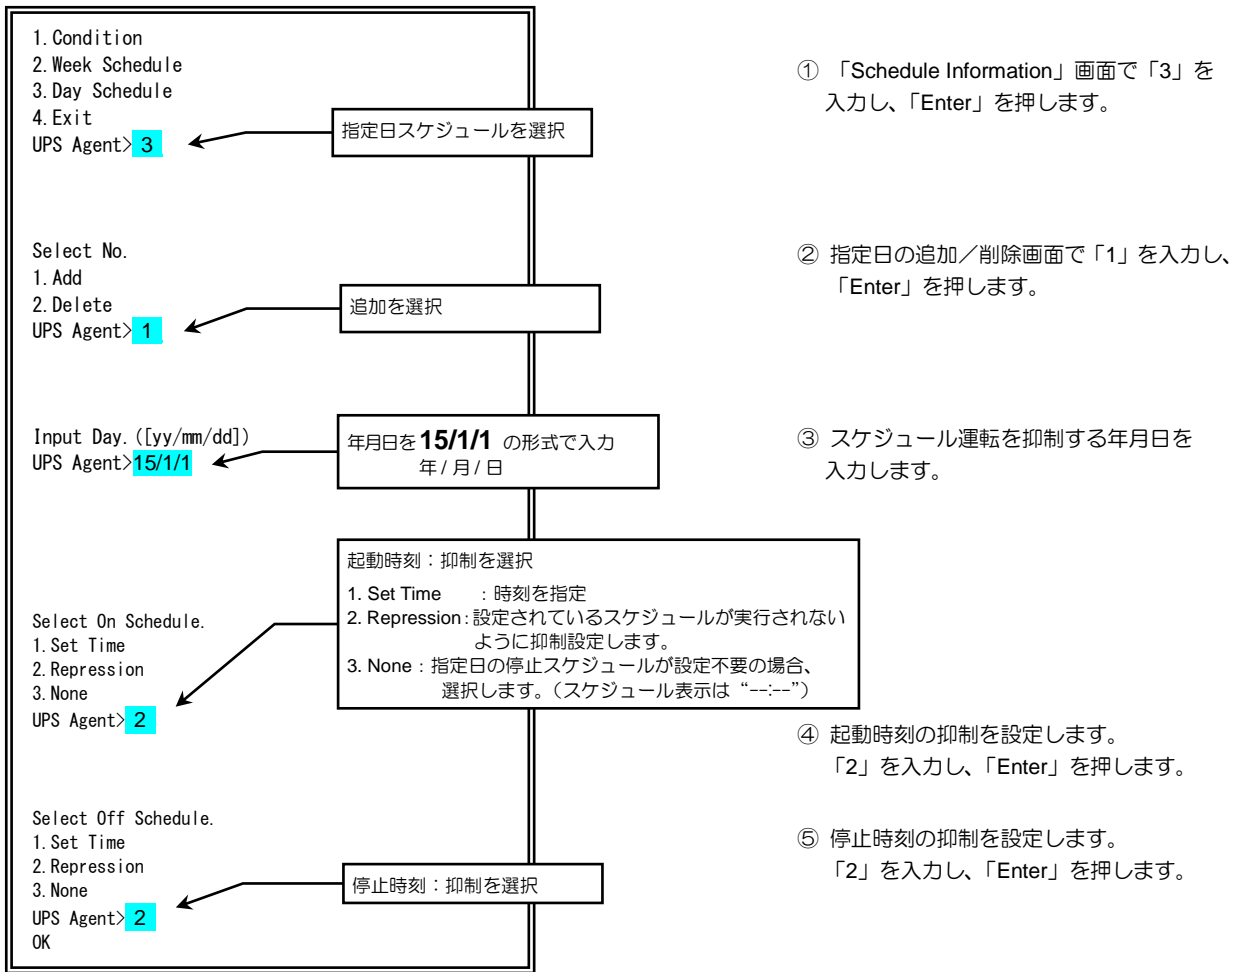 1.Condition
2.Week Schedule
3.Day Schedule
4.Exit
UPS Agent> 3
指定日スケジュールを選択
① 「Schedule Information」画面で「3」を
入力し、「Enter」を押します。
Select No.
1.Add
2.Delete
UPS Agent> 1
追加を選択
② 指定日の追加／削除画面で「1」を入力し、
「Enter」を押します。
Input Day.([yy/mm/dd])
UPS Agent>15/1/1
年月日を 15/1/1 の形式で入力
年 / 月 / 日
③ スケジュール運転を抑制する年月日を
入力します。
起動時刻：抑制を選択
1. Set Time ：時刻を指定
2. Repression：設定されているスケジュールが実行されない
ように抑制設定します。
3. None：指定日の停止スケジュールが設定不要の場合、
選択します。（スケジュール表示は“--:--”）
Select On Schedule.
1.Set Time
2.Repression
3.None
UPS Agent> 2
④ 起動時刻の抑制を設定します。
「2」を入力し、「Enter」を押します。
Select Off Schedule.
1.Set Time
2.Repression
3.None
UPS Agent> 2
OK
停止時刻：抑制を選択
⑤ 停止時刻の抑制を設定します。
「2」を入力し、「Enter」を押します。